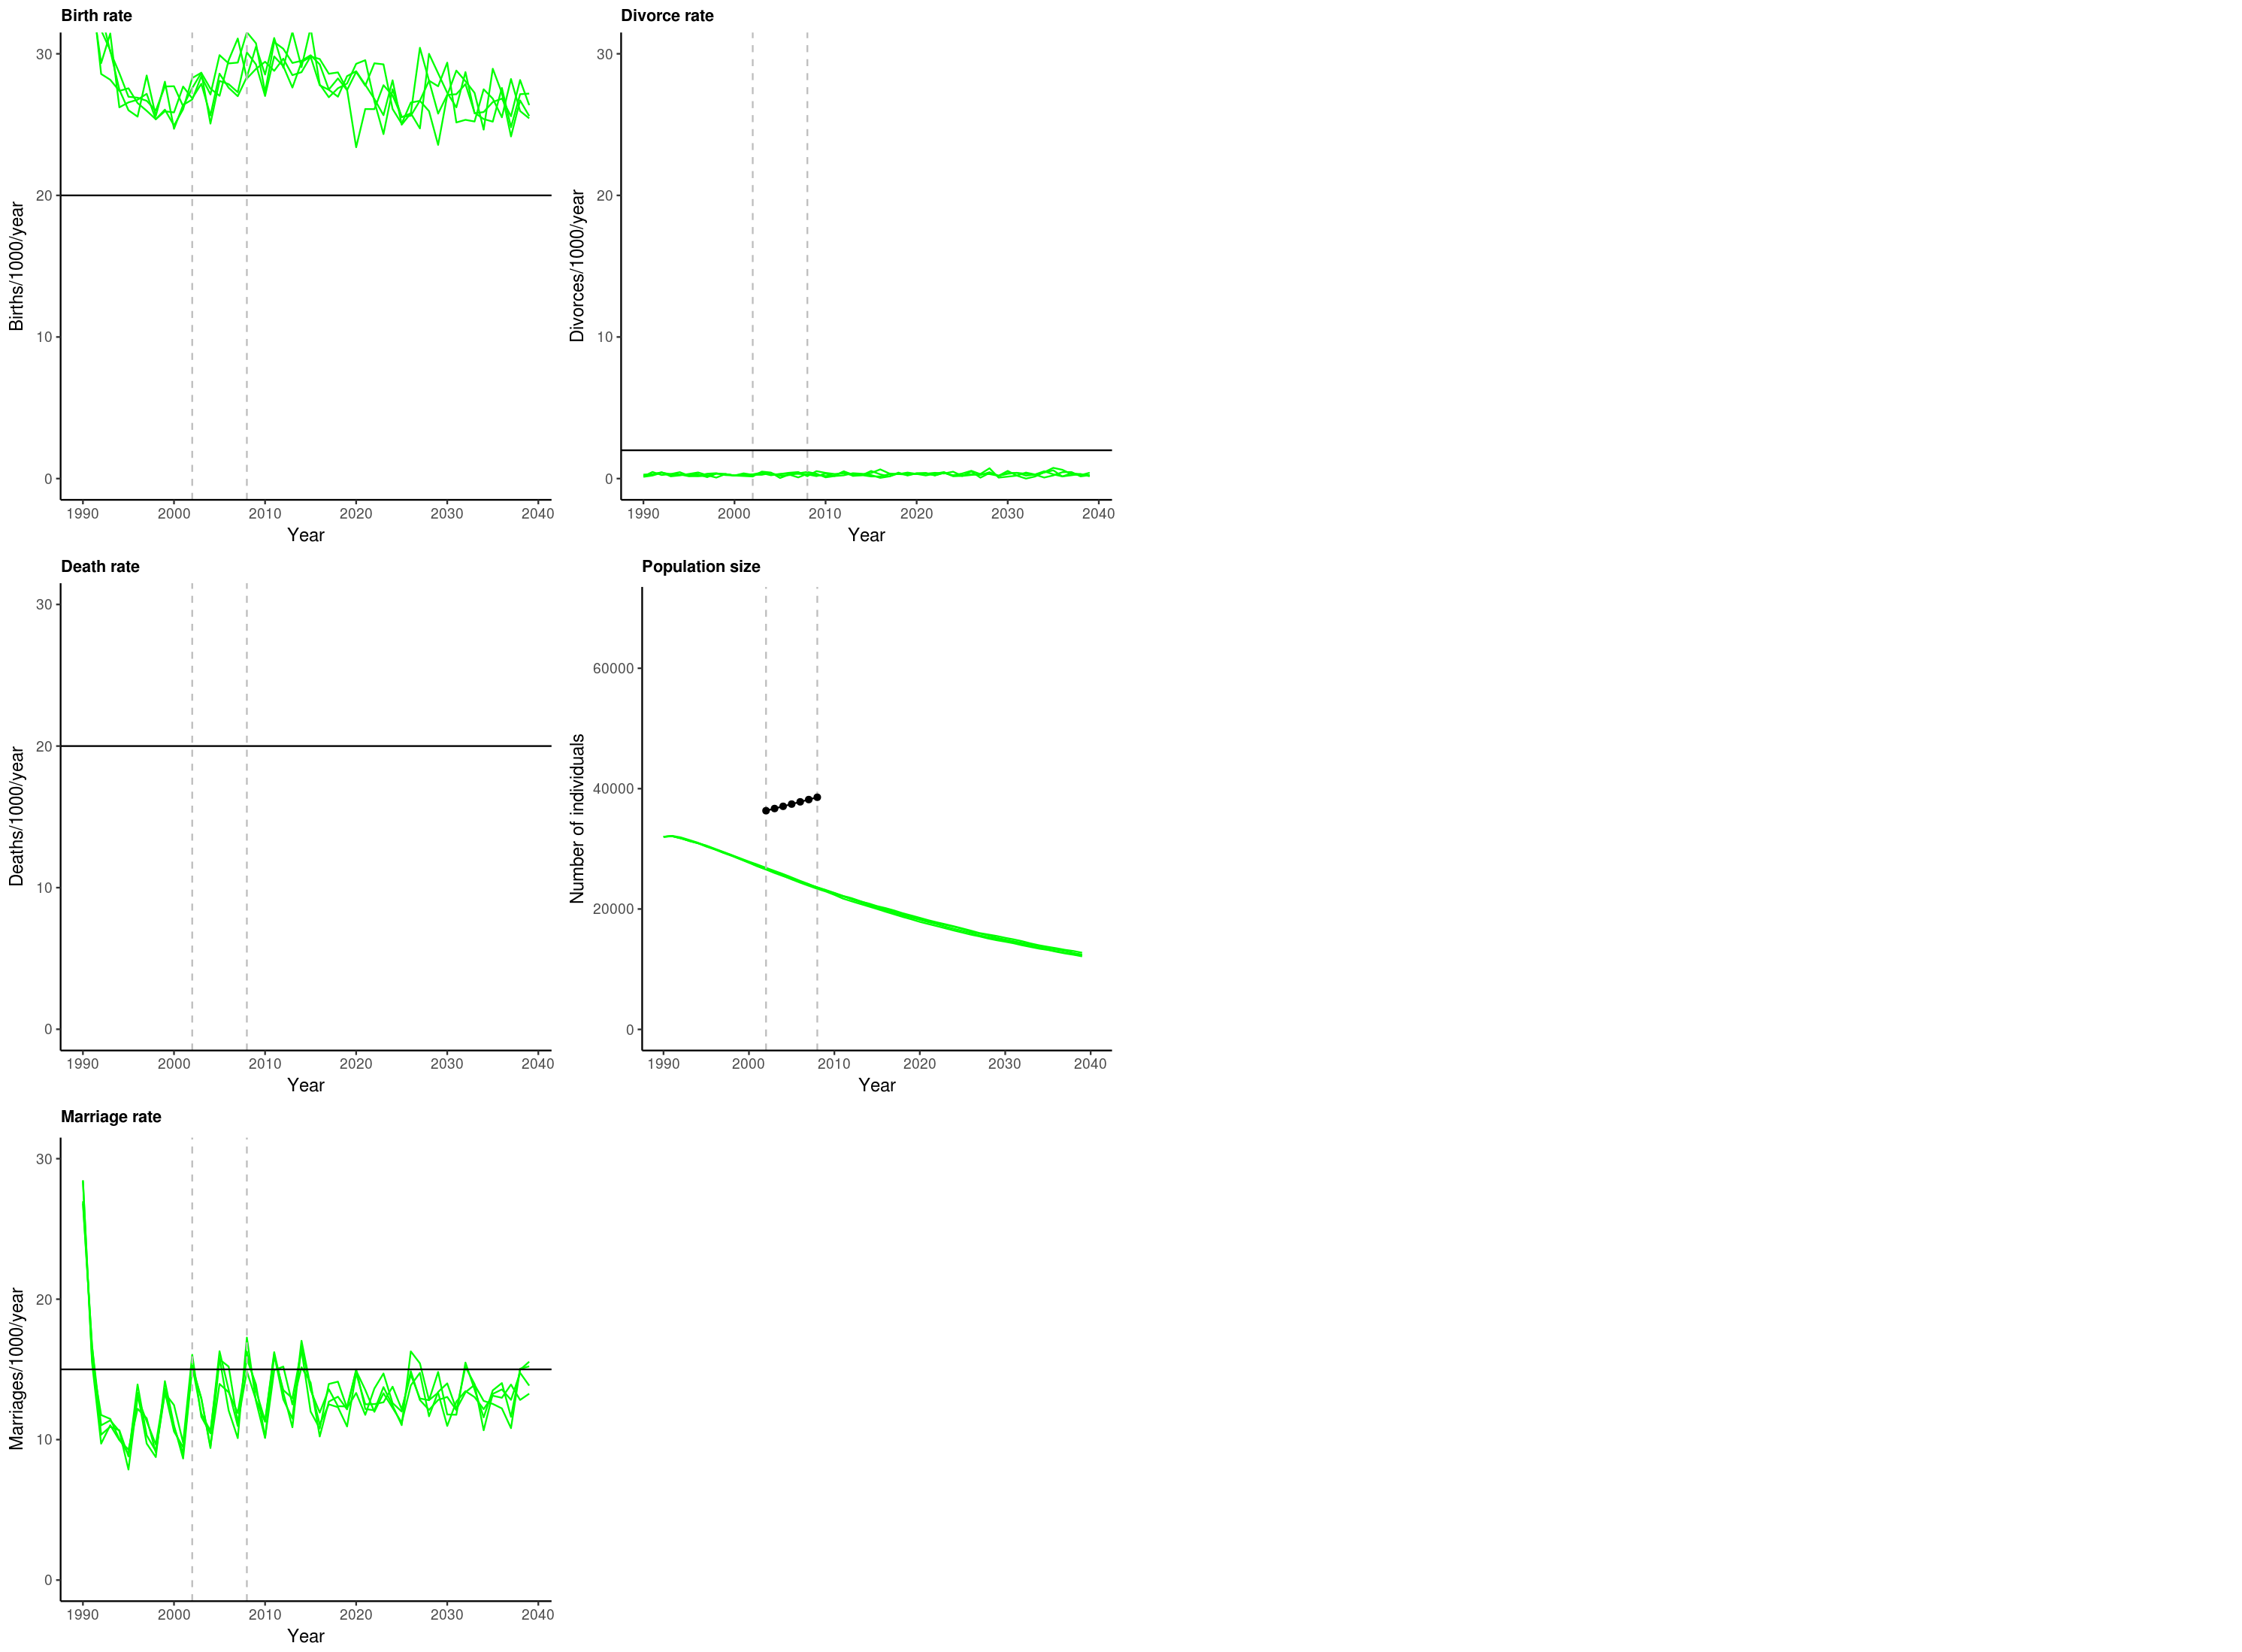 Birth rate
Births/1000/year
30
20
10
0
1990 2000 2010 2020 2030 2040
Year
Divorce rate
Divorces/1000/year
30
20
10
0
1990 2000 2010 2020 2030 2040
Year
Death rate
Deaths/1000/year
30
20
10
0
1990 2000 2010 2020 2030 2040
Year
Population size
Number of individuals
60000
40000
20000
0
1990 2000 2010 2020 2030 2040
Year
Marriage rate
Marriages/1000/year
30
20
10
0
1990 2000 2010 2020 2030 2040
Year